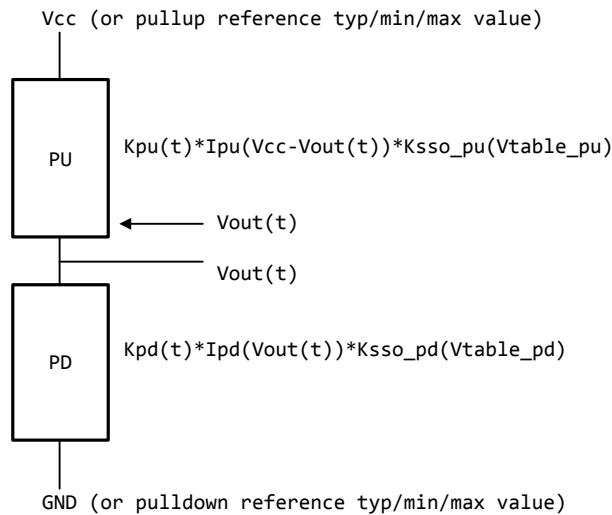 Vcc (or pullup reference typ/min/max value)
PU
Kpu(t)*Ipu(Vcc-Vout(t))*Ksso_pu(Vtable_pu)
Vout(t)
Vout(t)
PD
Kpd(t)*Ipd(Vout(t))*Ksso_pd(Vtable_pd)
GND (or pulldown reference typ/min/max value)